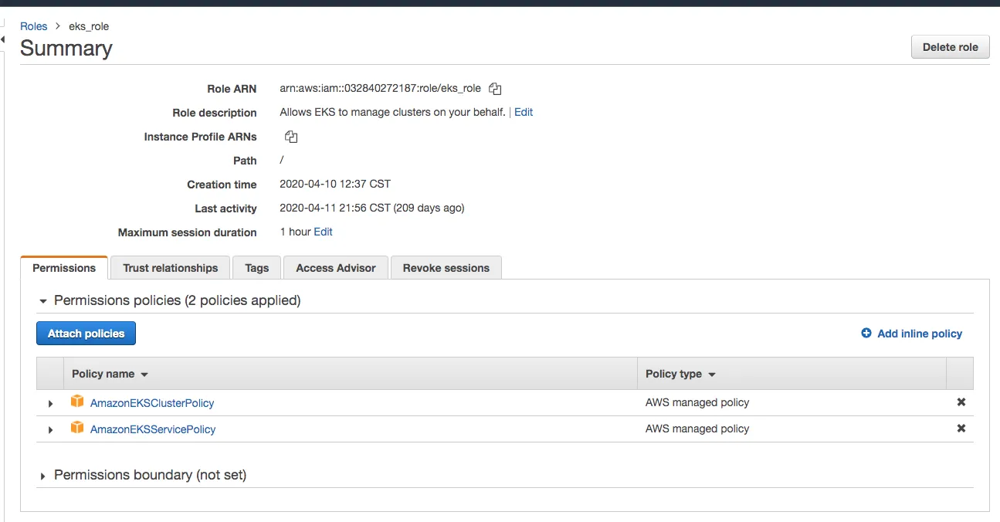 Roles > eks_role
Summary
Delete role
Role ARN arn:aws:iam::032840272187:role/eks_role
Role description Allows EKS to manage clusters on your behalf. | Edit
Instance Profile ARNs
Path /
Creation time 2020-04-10 12:37 CST
Last activity 2020-04-11 21:56 CST (209 days ago)
Maximum session duration 1 hour Edit
Permissions Trust relationships Tags Access Advisor Revoke sessions
Permissions policies (2 policies applied)
Attach policies Add inline policy
Policy name Policy type
AmazonEKSClusterPolicy AWS managed policy
AmazonEKSServicePolicy AWS managed policy
Permissions boundary (not set)